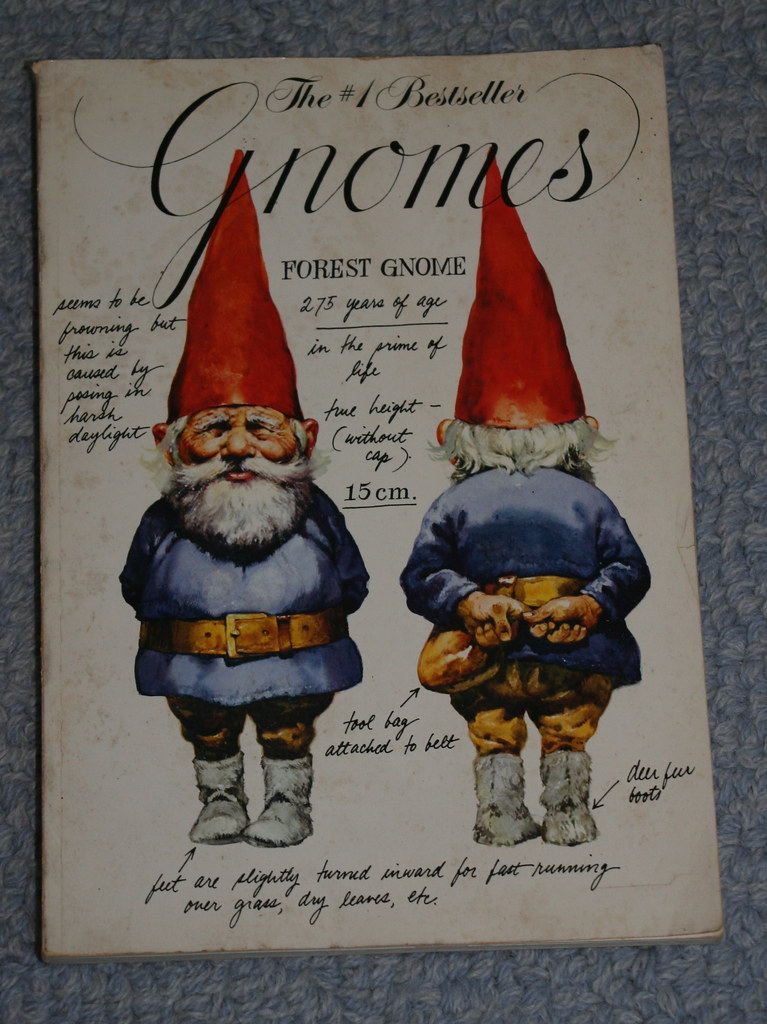 The #1 Bestseller
Gnomes
FOREST GNOME
275 years of age
in the prime of
life
true height –
(without
cap).
15 cm.
seems to be
frowning but
this is
caused by
posing in
harsh
daylight
tool bag
attached to belt
deer fur
boots
feet are slightly turned inward for fast running
over grass, dry leaves, etc.